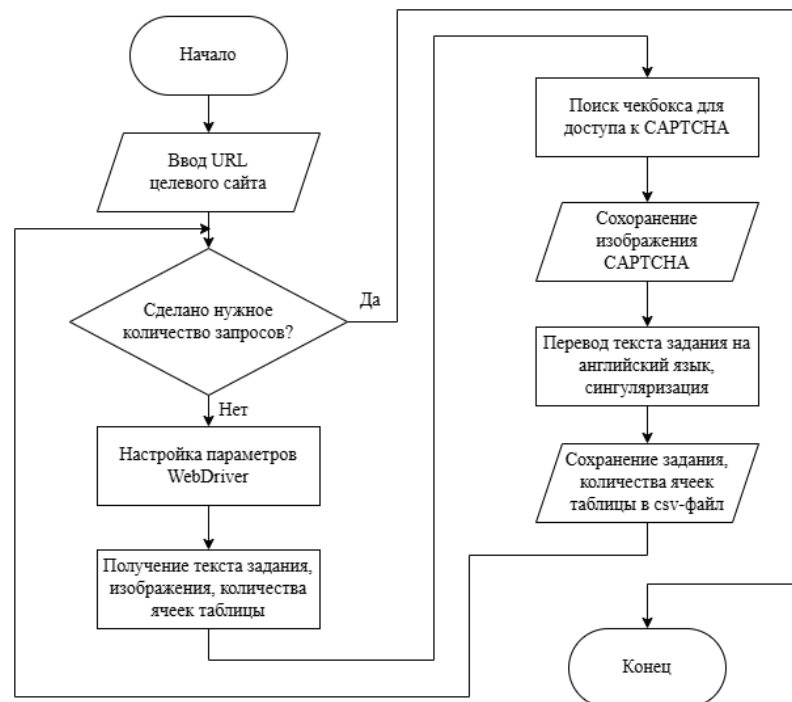 Начало
Ввод URL
целевого сайта
Сделано нужное
количество запросов?
Да
Нет
Настройка параметров
WebDriver
Получение текста задания,
изображения, количества
ячеек таблицы
Поиск чекбокса для
доступа к CAPTCHA
Сохоранение
изображения
CAPTCHA
Перевод текста задания на
английский язык,
сингуляризация
Сохранение задания,
количества ячеек
таблицы в csv-файл
Конец